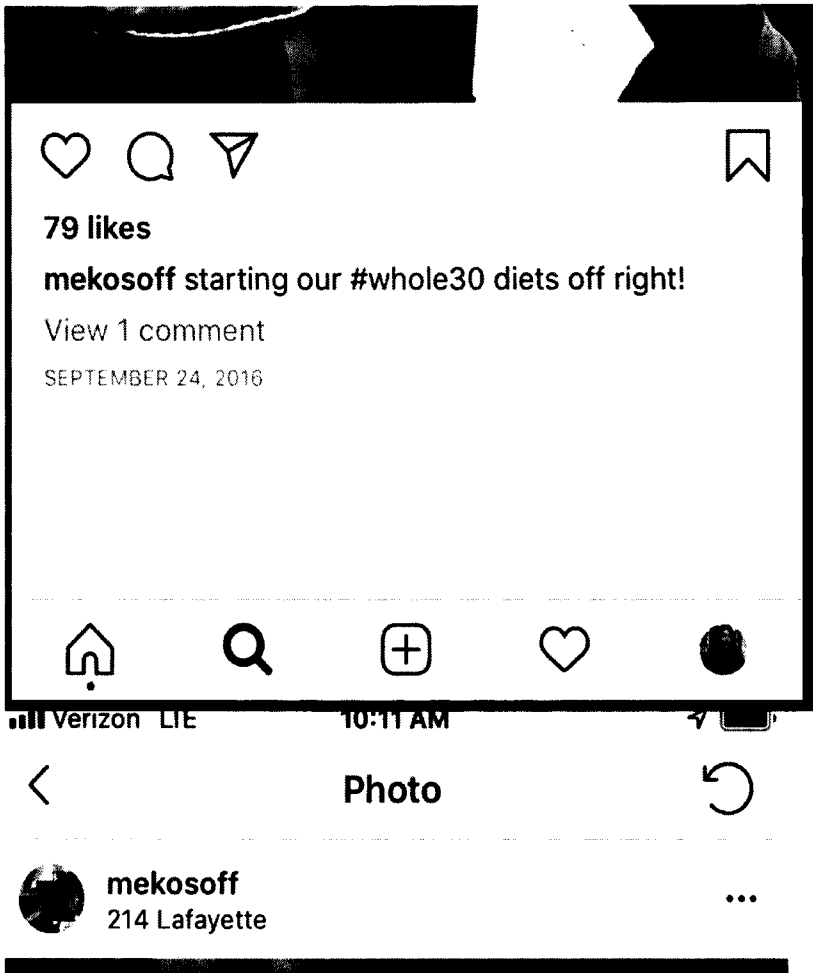 79 likes
mekosoff starting our #whole30 diets off right!
View 1 comment
SEPTEMBER 24, 2016
Verizon LTE
10:11 AM
Photo
mekosoff
214 Lafayette